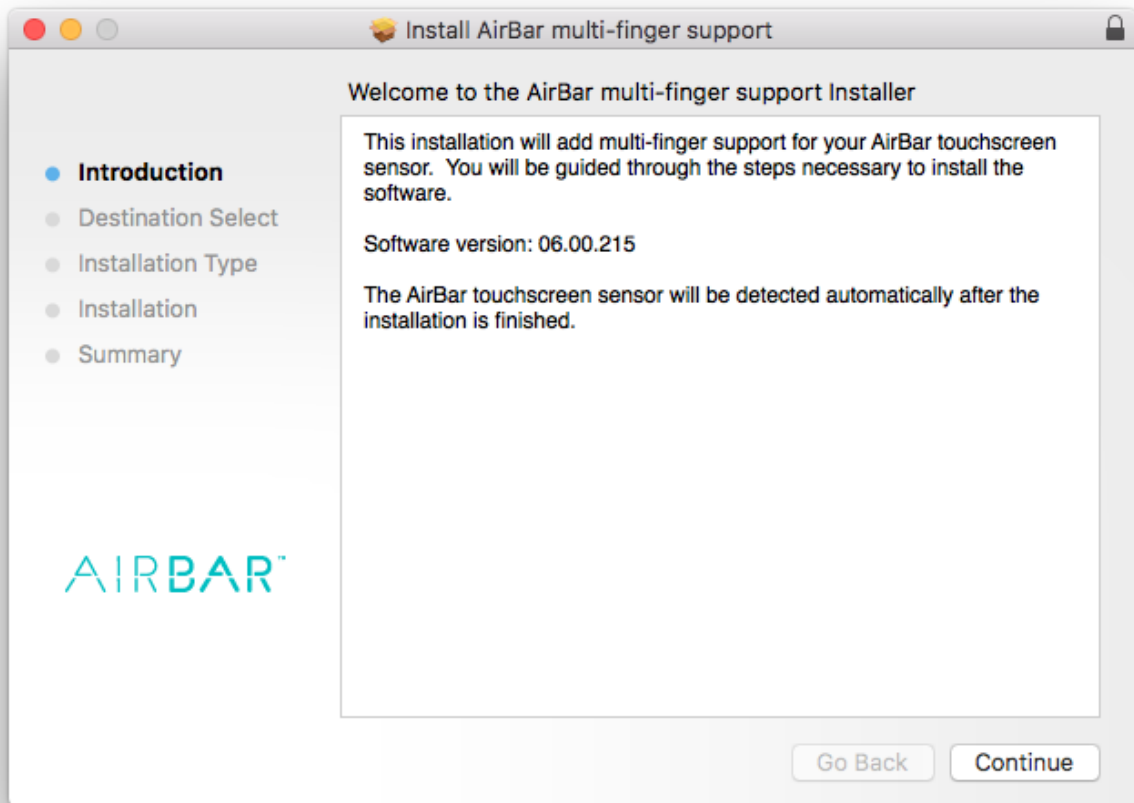 Install AirBar multi-finger support
Welcome to the AirBar multi-finger support Installer
Introduction
Destination Select
Installation Type
Installation
Summary
AIRBAR™
This installation will add multi-finger support for your AirBar touchscreen
sensor.  You will be guided through the steps necessary to install the
software.
Software version: 06.00.215
The AirBar touchscreen sensor will be detected automatically after the
installation is finished.
Go Back
Continue